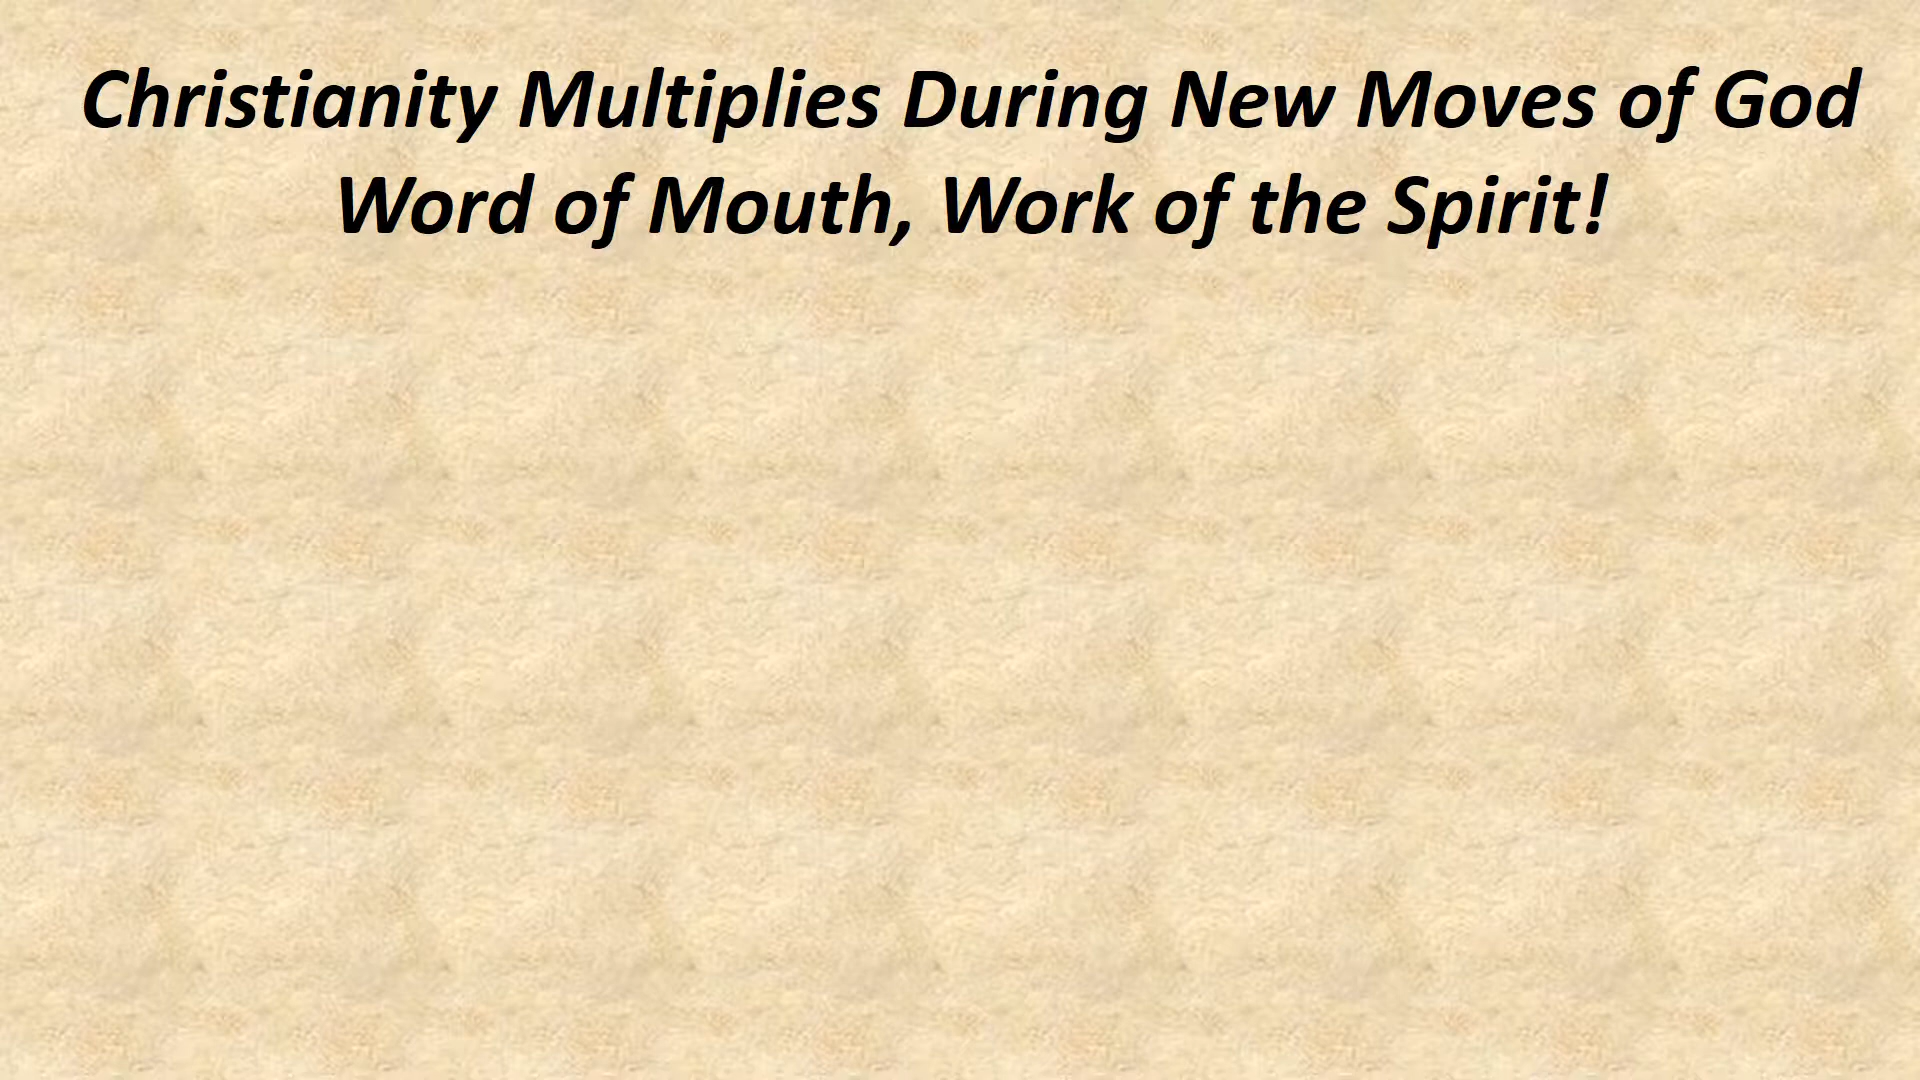 Christianity Multiplies During New Moves of God
Word of Mouth, Work of the Spirit!